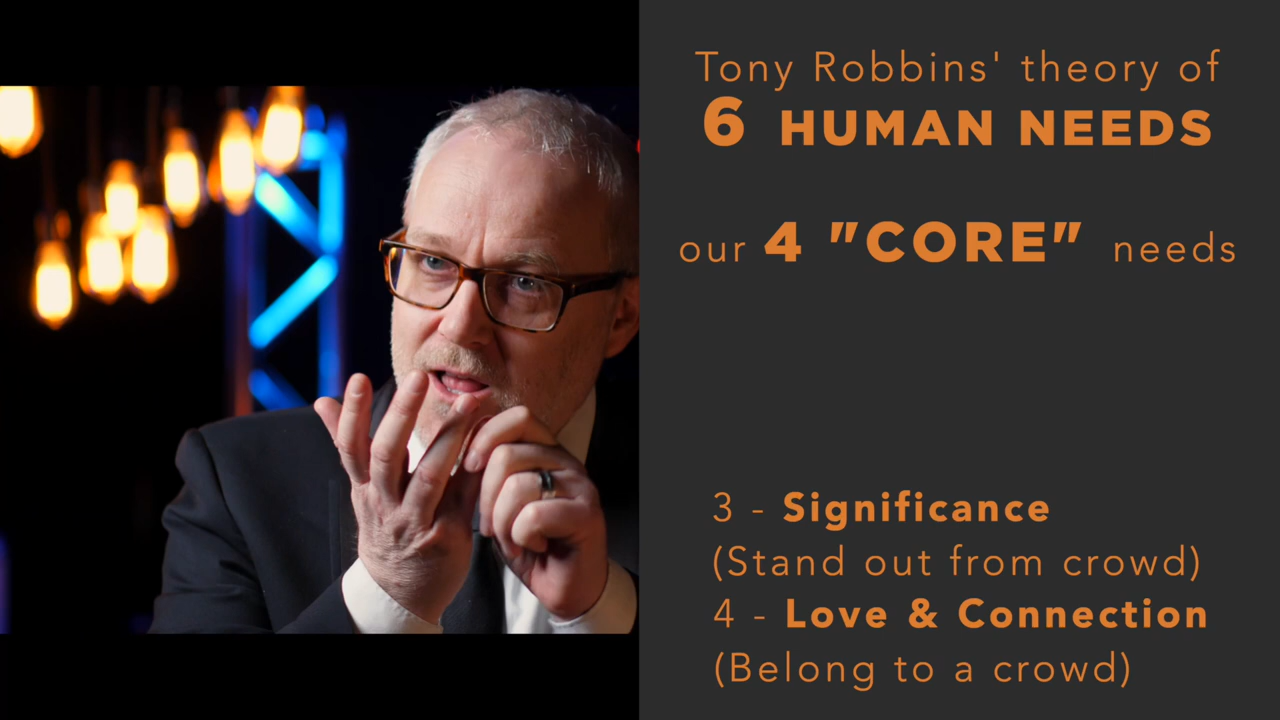 Tony Robbins' theory of
6 HUMAN NEEDS
our 4 "CORE" needs
3 - Significance
(Stand out from crowd)
4 - Love & Connection
(Belong to a crowd)